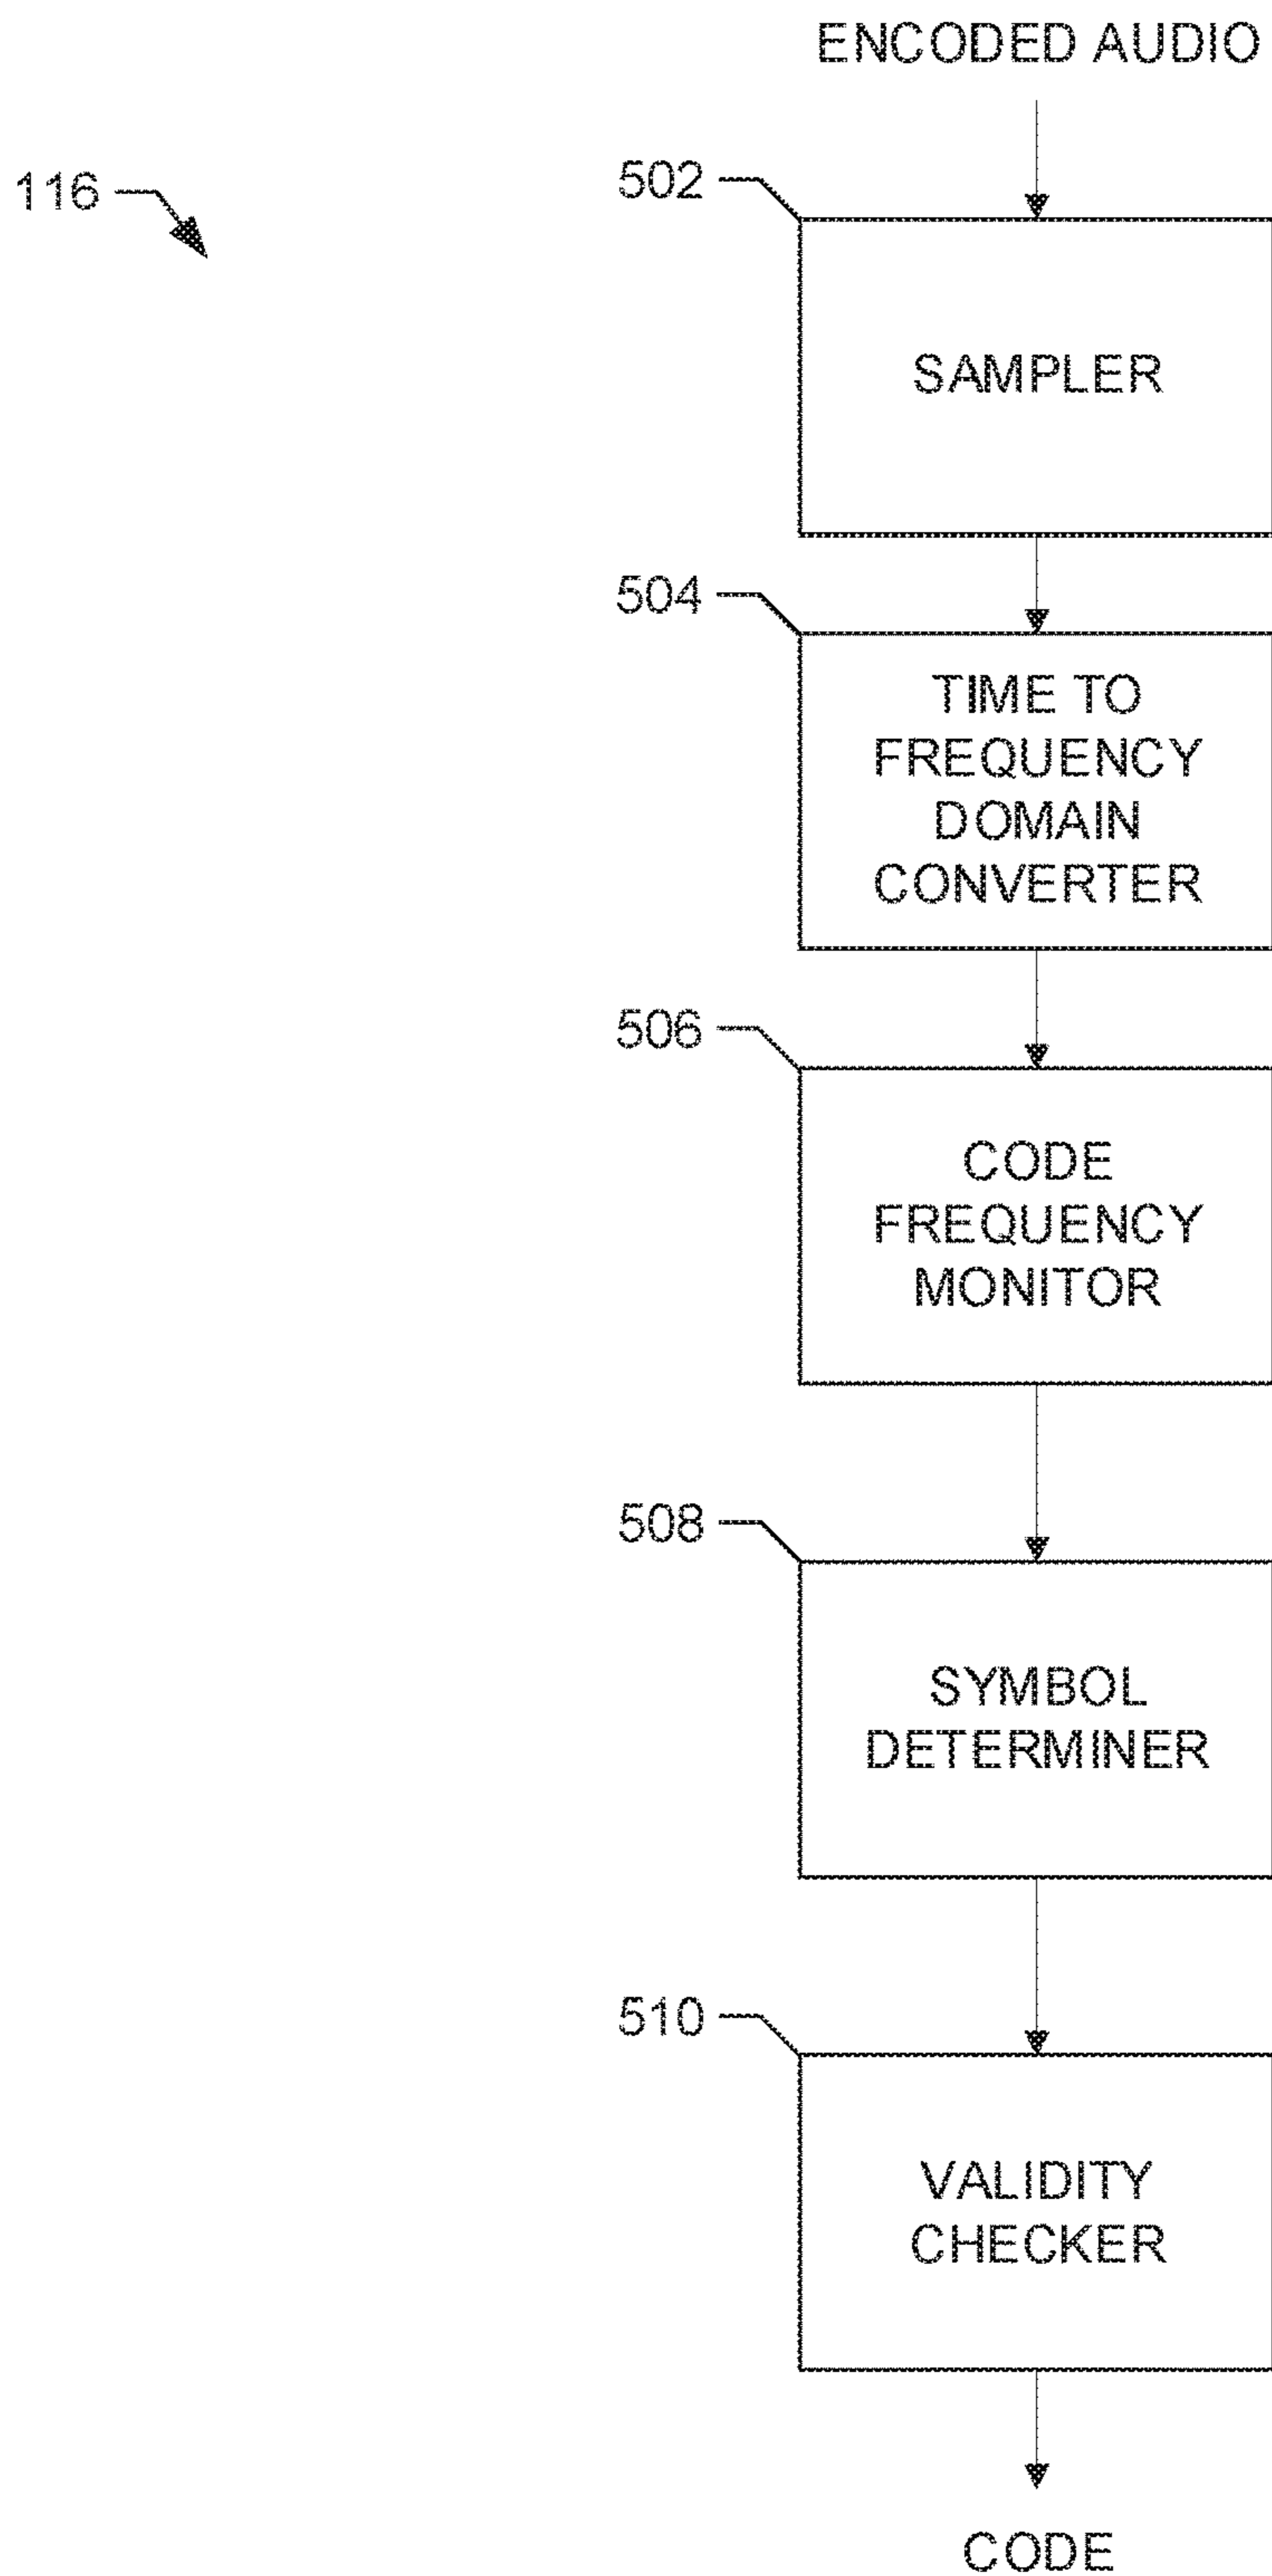 ENCODED AUDIO
116
502
SAMPLER
504
TIME TO
FREQUENCY
DOMAIN
CONVERTER
506
CODE
FREQUENCY
MONITOR
508
SYMBOL
DETERMINER
510
VALIDITY
CHECKER
CODE